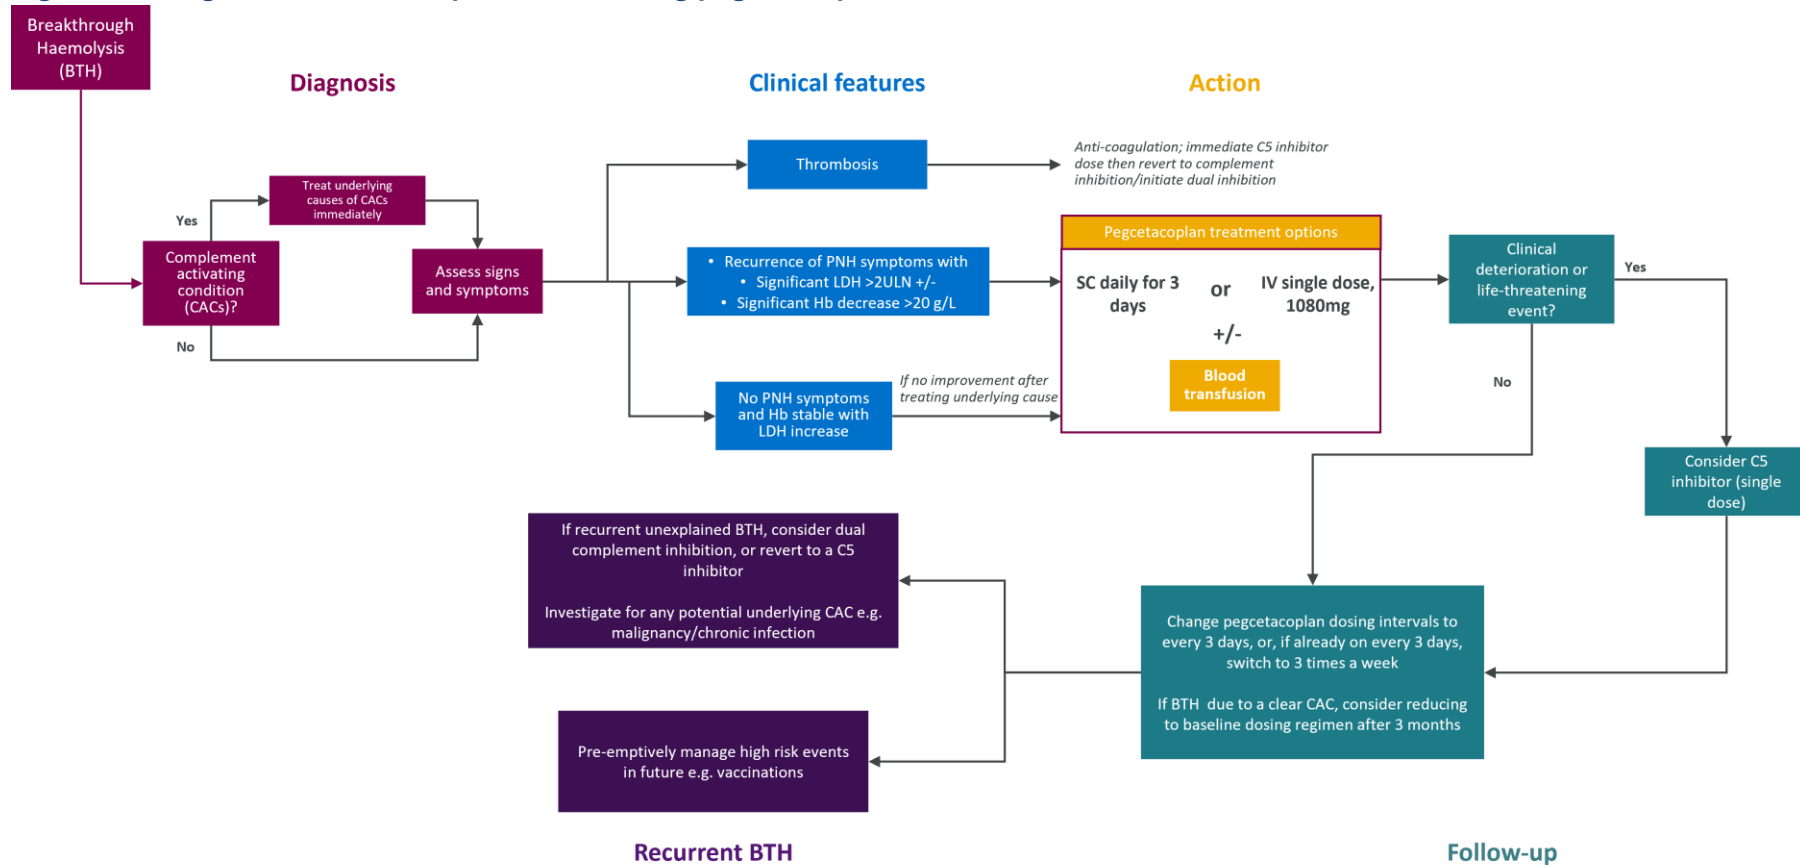 Breakthrough
Haemolysis
(BTH)
Diagnosis
Clinical features
Action
Thrombosis
Anti-coagulation; immediate C5 inhibitor
dose then revert to complement
inhibition/initiate dual inhibition
Treat underlying
causes of CACs
immediately
Yes
Complement
activating
condition
(CACs)?
No
Assess signs
and symptoms
• Recurrence of PNH symptoms with
• Significant LDH >2ULN +/-
• Significant Hb decrease >20 g/L
No PNH symptoms
and Hb stable with
LDH increase
If no improvement after
treating underlying cause
Pegcetacoplan treatment options
SC daily for 3
days
or
IV single dose,
1080mg
+/-
Blood
transfusion
Clinical
deterioration or
life-threatening
event?
Yes
No
Consider C5
inhibitor (single
dose)
If recurrent unexplained BTH, consider dual
complement inhibition, or revert to a C5
inhibitor
Investigate for any potential underlying CAC e.g.
malignancy/chronic infection
Change pegcetacoplan dosing intervals to
every 3 days, or, if already on every 3 days,
switch to 3 times a week
If BTH due to a clear CAC, consider reducing
to baseline dosing regimen after 3 months
Pre-emptively manage high risk events
in future e.g. vaccinations
Recurrent BTH
Follow-up